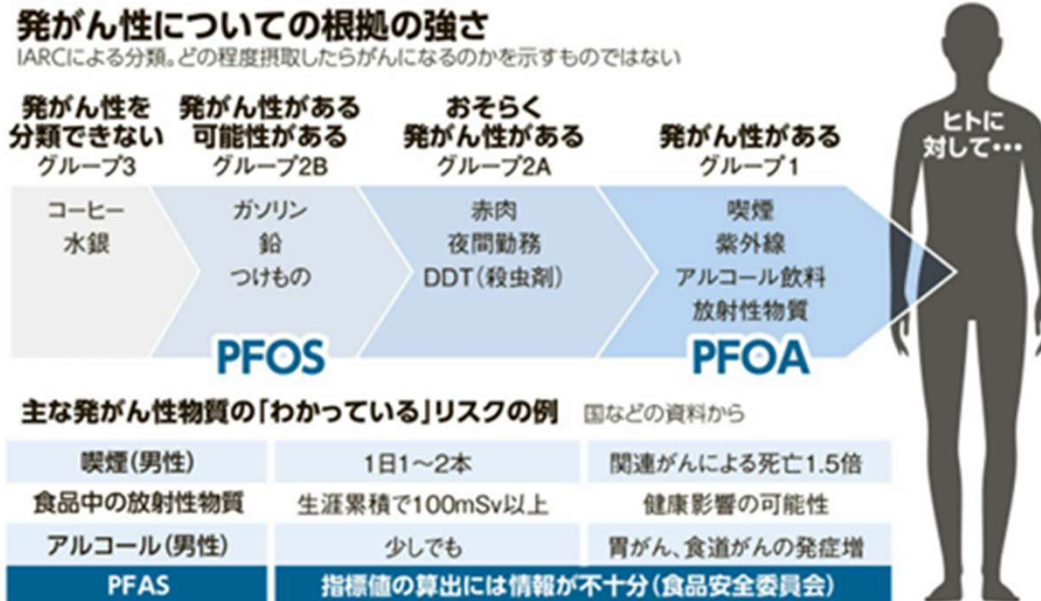 発がん性についての根拠の強さ
IARCによる分類。どの程度摂取したらがんになるのかを示すものではない
発がん性を
分類できない
グループ3
発がん性がある
可能性がある
グループ2B
おそらく
発がん性がある
グループ2A
発がん性がある
グループ1
ヒトに
対して・・・
コーヒー
水銀
ガソリン
鉛
つけもの
赤肉
夜間勤務
DDT(殺虫剤)
喫煙
紫外線
アルコール飲料
放射性物質
PFOS
PFOA
主な発がん性物質の「わかっている」リスクの例 国などの資料から
喫煙(男性) 1日1〜2本 関連がんによる死亡1.5倍
食品中の放射性物質 生涯累積で100mSv以上 健康影響の可能性
アルコール(男性) 少しでも 胃がん、食道がんの発症増
PFAS 指標値の算出には情報が不十分(食品安全委員会)